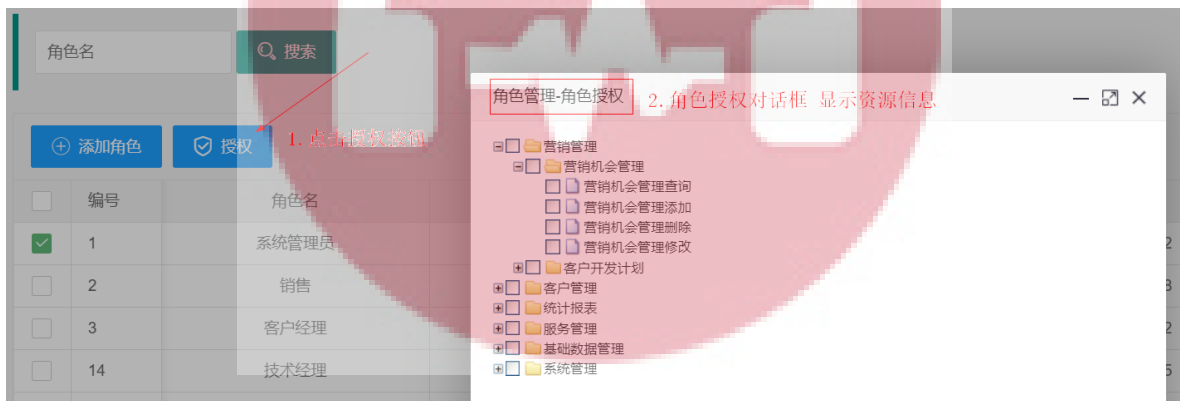 角色名
搜索
角色管理-角色授权
2.角色授权对话框 显示资源信息
添加角色
授权
1.点击授权按钮
编号
角色名
1
系统管理员
2
2
销售
3
3
客户经理
2
14
技术经理
5
营销管理
营销机会管理
营销机会管理查询
营销机会管理添加
营销机会管理删除
营销机会管理修改
客户开发计划
客户管理
统计报表
服务管理
基础数据管理
系统管理